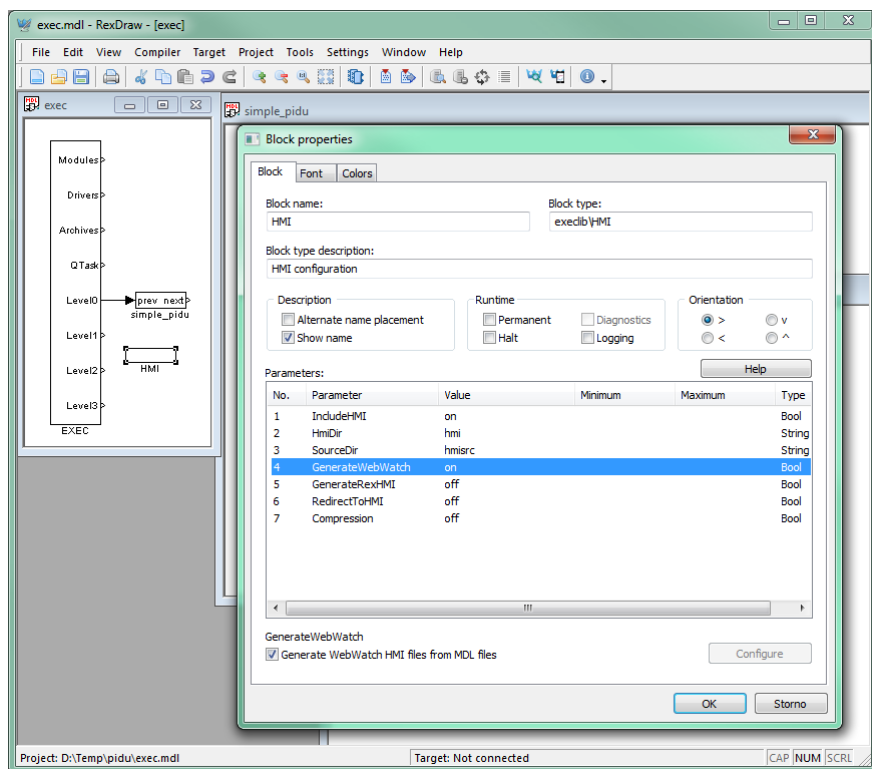 exec.mdl - RexDraw - [exec]
File Edit View Compiler Target Project Tools Settings Window Help
exec
Modules
Drivers
Archives
QTask
Level0
Level1
Level2
Level3
EXEC
prev next
simple_pidu
HMI
simple_pidu
Block properties
Block Font Colors
Block name: Block type:
HMI execlib\HMI
Block type description:
HMI configuration
Description Runtime Orientation
Alternate name placement Permanent Diagnostics > v
Show name Halt Logging < ^
Help
Parameters:
No. Parameter Value Minimum Maximum Type
1 IncludeHMI on Bool
2 HmiDir hmi String
3 SourceDir hmisrc String
4 GenerateWebWatch on Bool
5 GenerateRexHMI off Bool
6 RedirectToHMI off Bool
7 Compression off Bool
GenerateWebWatch
Generate WebWatch HMI files from MDL files
Configure
OK Storno
Project: D:\Temp\pidu\exec.mdl Target: Not connected CAP NUM SCRL